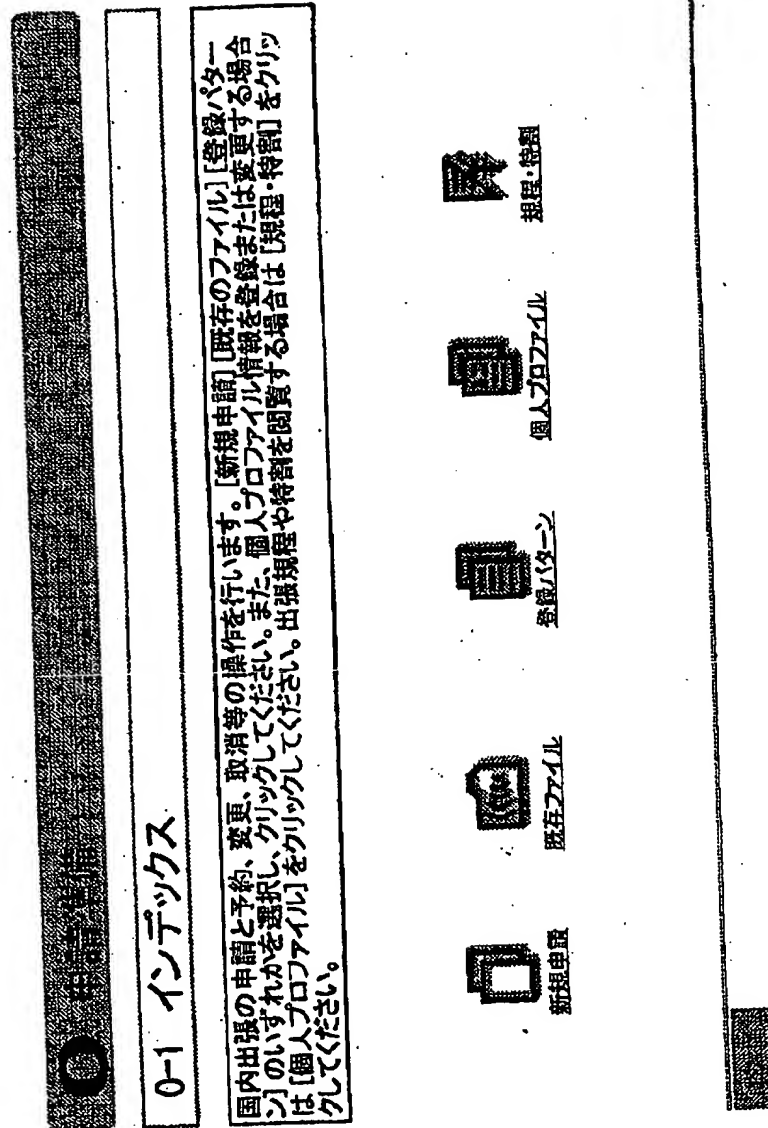 0 申請準備
0-1 インデックス
国内出張の申請と予約、変更、取消等の操作を行います。[新規申請] [既存のファイル] [登録パター
ン] のいずれかを選択し、クリックしてください。また、個人プロファイル情報を登録または変更する場合
は [個人プロファイル] をクリックしてください。出張規程や特割を閲覧する場合は [規程・特割] をクリッ
クしてください。
新規申請
既存ファイル
登録パターン
個人プロファイル
規程・特割